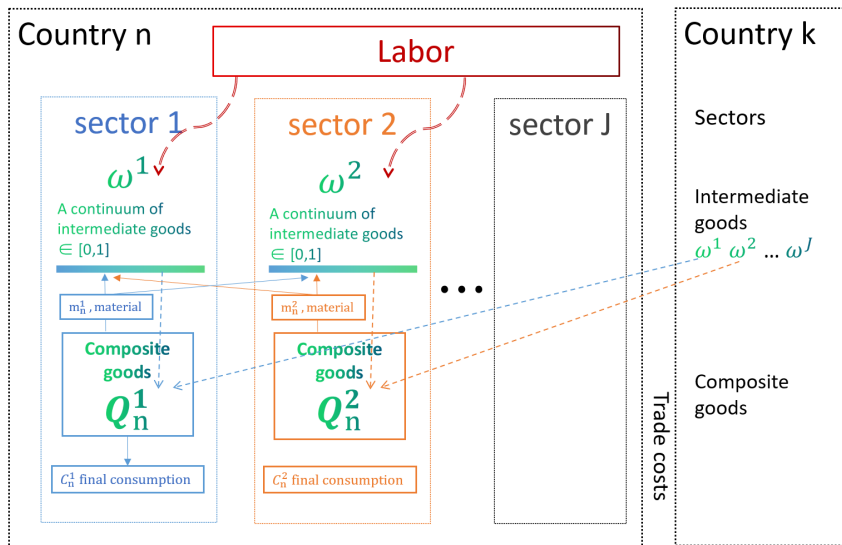 Country n
Labor
sector 1
ω¹
A continuum of
intermediate goods
∈ [0,1]
m¹ₙ , material
Composite
goods
Q¹ₙ
C¹ₙ final consumption
sector 2
ω²
A continuum of
intermediate goods
∈ [0,1]
m²ₙ , material
Composite
goods
Q²ₙ
C²ₙ final consumption
...
sector J
Trade costs
Country k
Sectors
Intermediate
goods
ω¹ ω² ... ωᴶ
Composite
goods